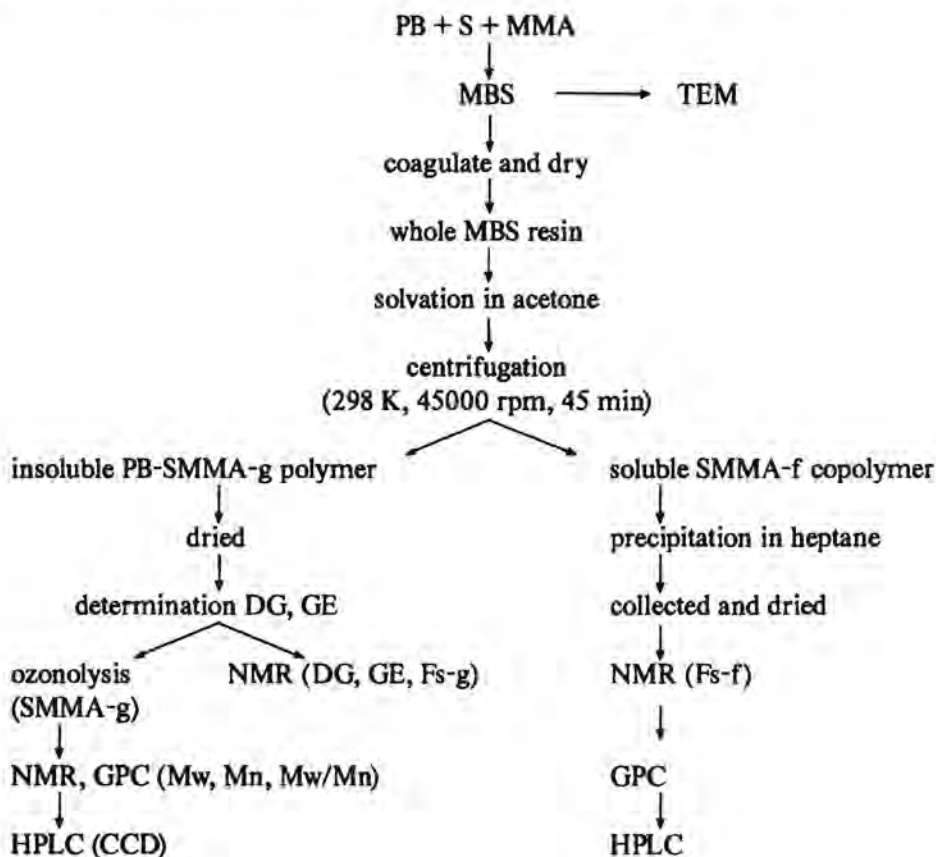 PB + S + MMA
MBS
TEM
coagulate and dry
whole MBS resin
solvation in acetone
centrifugation
(298 K, 45000 rpm, 45 min)
insoluble PB-SMMA-g polymer
soluble SMMA-f copolymer
dried
precipitation in heptane
determination DG, GE
collected and dried
ozonolysis
(SMMA-g)
NMR (DG, GE, Fs-g)
NMR (Fs-f)
NMR, GPC (Mw, Mn, Mw/Mn)
GPC
HPLC (CCD)
HPLC